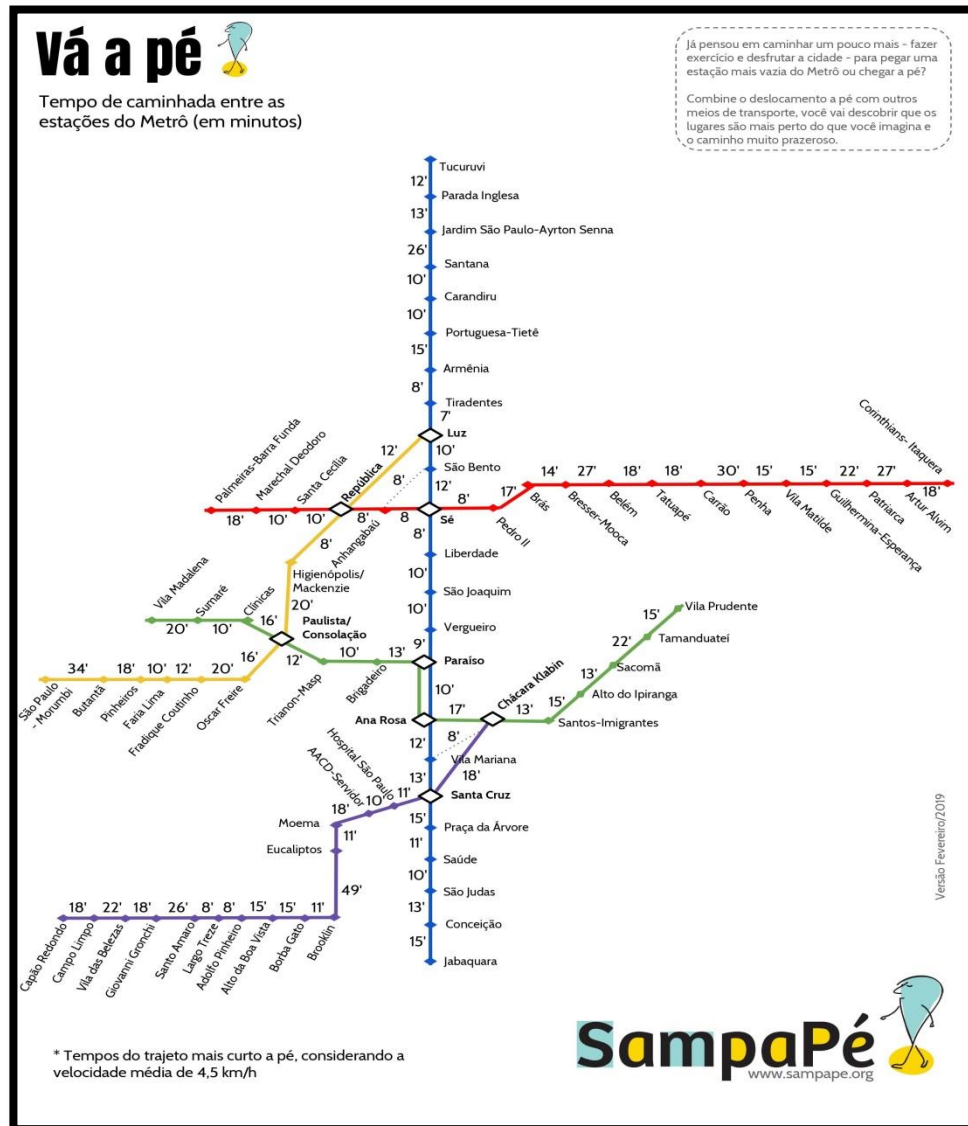 Vá a pé
Tempo de caminhada entre as
estações do Metrô (em minutos)
Já pensou em caminhar um pouco mais - fazer
exercício e desfrutar a cidade - para pegar uma
estação mais vazia do Metrô ou chegar a pé?
Combine o deslocamento a pé com outros
meios de transporte, você vai descobrir que os
lugares são mais perto do que você imagina e
o caminho muito prazeroso.
Tucuruvi
12'
Parada Inglesa
13'
Jardim São Paulo-Ayrton Senna
26'
Santana
10'
Carandiru
10'
Portuguesa-Tietê
15'
Armênia
8'
Tiradentes
7'
Luz
10'
São Bento
12'
Sé
8'
Liberdade
10'
São Joaquim
10'
Vergueiro
9'
Paraíso
10'
Ana Rosa
12'
Vila Mariana
13'
Santa Cruz
15'
Praça da Árvore
11'
Saúde
10'
São Judas
13'
Conceição
15'
Jabaquara
Palmeiras-Barra Funda
18'
Marechal Deodoro
10'
Santa Cecília
10'
República
8'
Anhangabaú
8
8'
8'
Pedro II
17'
Brás
14'
Bresser-Mooca
27'
Belém
18'
Tatuapé
18'
Carrão
30'
Penha
15'
Vila Matilde
15'
Guilhermina-Esperança
22'
Patriarca
27'
Artur Alvim
18'
Corinthians- Itaquera
12'
8'
Higienópolis/
Mackenzie
20'
Paulista/
Consolação
16'
Oscar Freire
20'
Fradique Coutinho
12'
Faria Lima
10'
Pinheiros
18'
Butantã
34'
São Paulo
- Morumbi
Vila Madalena
20'
Sumaré
10'
Clínicas
16'
12'
Trianon-Masp
10'
Brigadeiro
13'
17'
8'
Chácara Klabin
13'
Santos-Imigrantes
15'
Alto do Ipiranga
13'
Sacomã
22'
Tamanduateí
15'
Vila Prudente
18'
11'
Hospital São Paulo
10'
AACD-Servidor
18'
Moema
11'
Eucaliptos
49'
Brooklin
11'
Borba Gato
15'
Alto da Boa Vista
15'
Adolfo Pinheiro
8'
Largo Treze
8'
Santo Amaro
26'
Giovanni Gronchi
18'
Vila das Belezas
22'
Campo Limpo
18'
Capão Redondo
Versão Fevereiro/2019
* Tempos do trajeto mais curto a pé, considerando a
velocidade média de 4,5 km/h
SampaPé
www.sampape.org